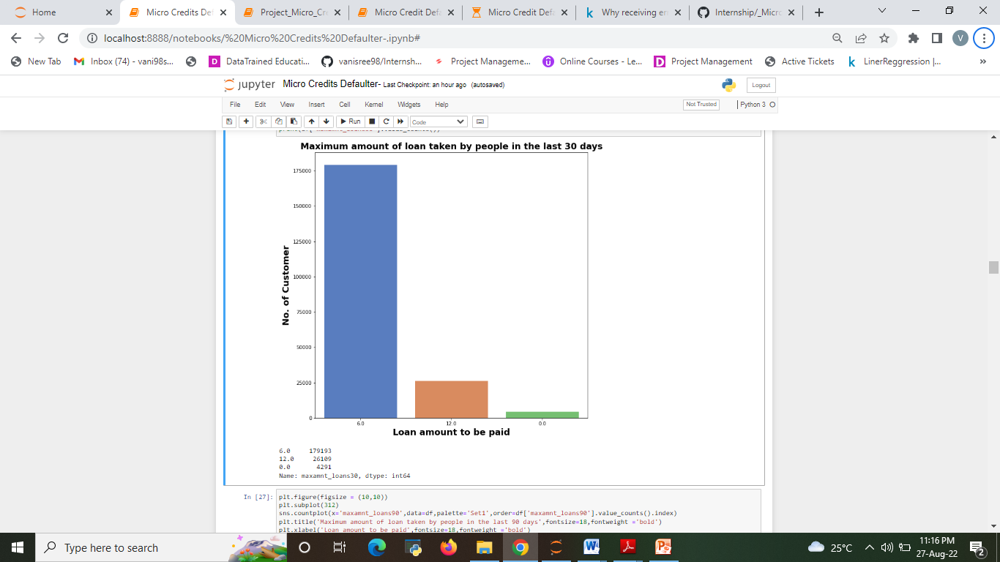 Home
Micro Credits Def
Project_Micro_Cr
Micro Credit Defa
Micro Credit Defa
Why receiving er
Internship/_Micro
localhost:8888/notebooks/%20Micro%20Credits%20Defaulter-.ipynb#
V
New Tab
Inbox (74) - vani98s...
D DataTrained Educati...
vanisree98/Internsh...
Project Manageme...
Online Courses - Le...
D Project Management
Active Tickets
k LinerReggression |...
»
jupyter Micro Credits Defaulter- Last Checkpoint: an hour ago (autosaved)
Logout
File Edit View Insert Cell Kernel Widgets Help
Not Trusted
Python 3
Run
Code
Maximum amount of loan taken by people in the last 30 days
175000
150000
125000
100000
75000
50000
25000
0
No. of Customer
6.0 12.0 0.0
Loan amount to be paid
6.0 179193
12.0 26109
0.0 4291
Name: maxamnt_loans30, dtype: int64
In [27]: plt.figure(figsize = (10,10))
plt.subplot(312)
sns.countplot(x='maxamnt_loans90',data=df,palette='Set1',order=df['maxamnt_loans90'].value_counts().index)
plt.title('Maximum amount of loan taken by people in the last 90 days',fontsize=18,fontweight ='bold')
plt.xlabel('Loan amount to be paid',fontsize=18,fontweight ='bold')
Type here to search
25°C
11:16 PM
27-Aug-22
2